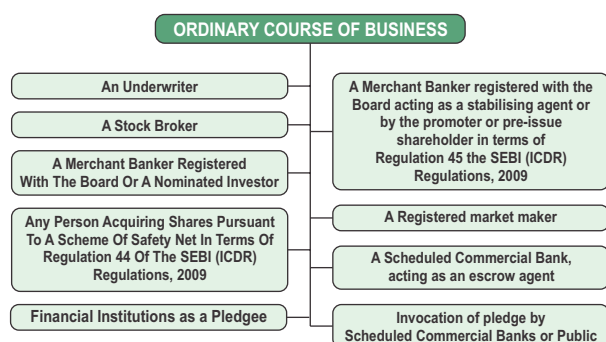 ORDINARY COURSE OF BUSINESS
An Underwriter
A Stock Broker
A Merchant Banker Registered
With The Board Or A Nominated Investor
Any Person Acquiring Shares Pursuant
To A Scheme Of Safety Net In Terms Of
Regulation 44 Of The SEBI (ICDR)
Regulations, 2009
Financial Institutions as a Pledgee
A Merchant Banker registered with the
Board acting as a stabilising agent or
by the promoter or pre-issue
shareholder in terms of
Regulation 45 the SEBI (ICDR)
Regulations, 2009
A Registered market maker
A Scheduled Commercial Bank,
acting as an escrow agent
Invocation of pledge by
Scheduled Commercial Banks or Public